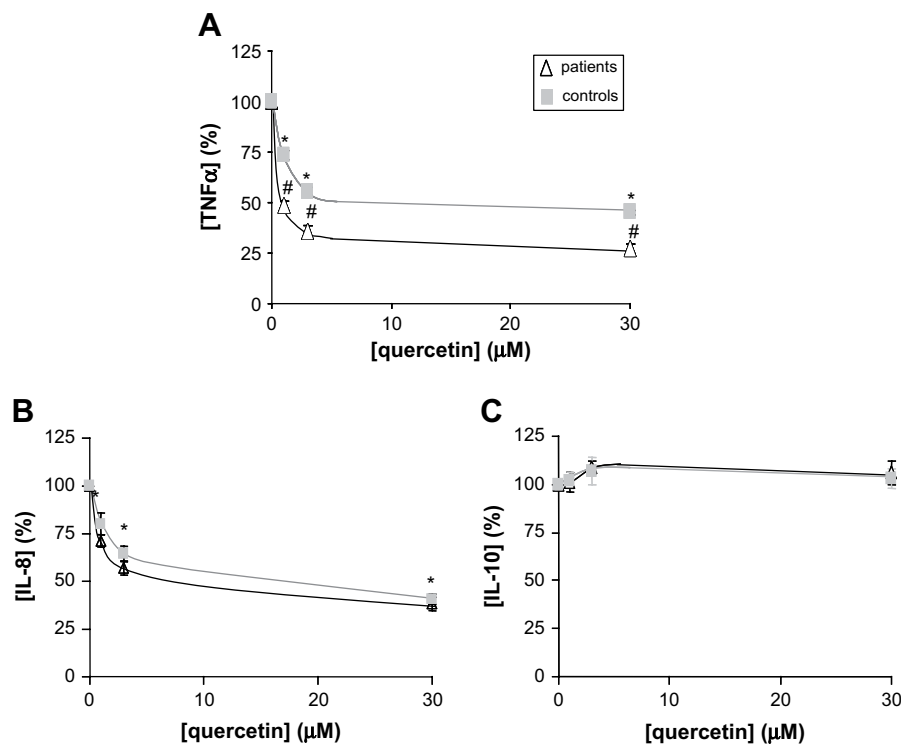 A
125
100
75
50
25
0
[TNFα] (%)
* * *
# # #
0 10 20 30
[quercetin] (μM)
patients
controls
B
125
100
75
50
25
0
[IL-8] (%)
* * *
0 10 20 30
[quercetin] (μM)
C
125
100
75
50
25
0
[IL-10] (%)
0 10 20 30
[quercetin] (μM)